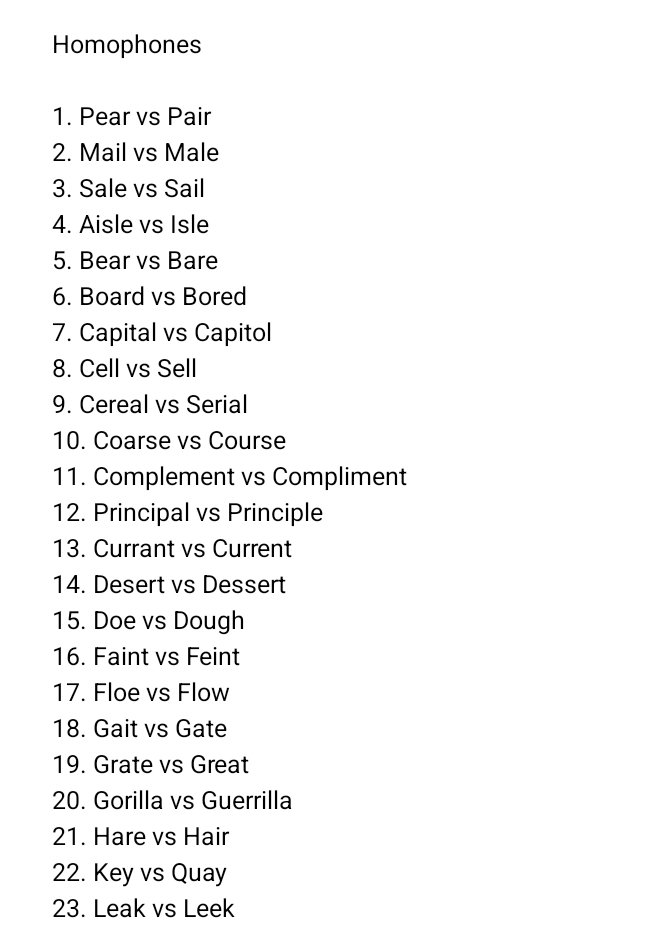 Homophones
1. Pear vs Pair
2. Mail vs Male
3. Sale vs Sail
4. Aisle vs Isle
5. Bear vs Bare
6. Board vs Bored
7. Capital vs Capitol
8. Cell vs Sell
9. Cereal vs Serial
10. Coarse vs Course
11. Complement vs Compliment
12. Principal vs Principle
13. Currant vs Current
14. Desert vs Dessert
15. Doe vs Dough
16. Faint vs Feint
17. Floe vs Flow
18. Gait vs Gate
19. Grate vs Great
20. Gorilla vs Guerrilla
21. Hare vs Hair
22. Key vs Quay
23. Leak vs Leek